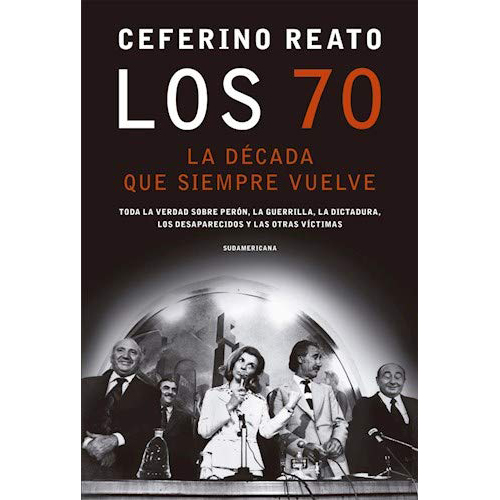 CEFERINO REATO
LOS 70
LA DÉCADA
QUE SIEMPRE VUELVE
TODA LA VERDAD SOBRE PERÓN, LA GUERRILLA, LA DICTADURA,
LOS DESAPARECIDOS Y LAS OTRAS VÍCTIMAS
SUDAMERICANA